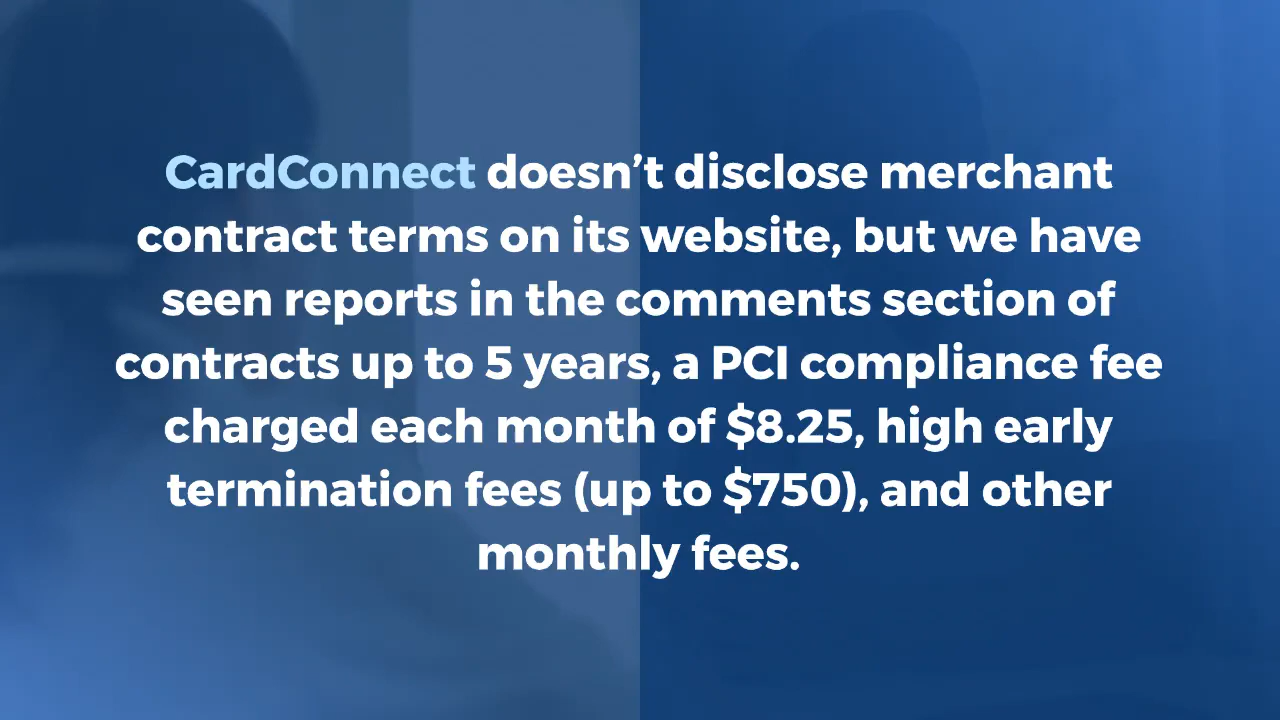 CardConnect doesn’t disclose merchant
contract terms on its website, but we have
seen reports in the comments section of
contracts up to 5 years, a PCI compliance fee
charged each month of $8.25, high early
termination fees (up to $750), and other
monthly fees.